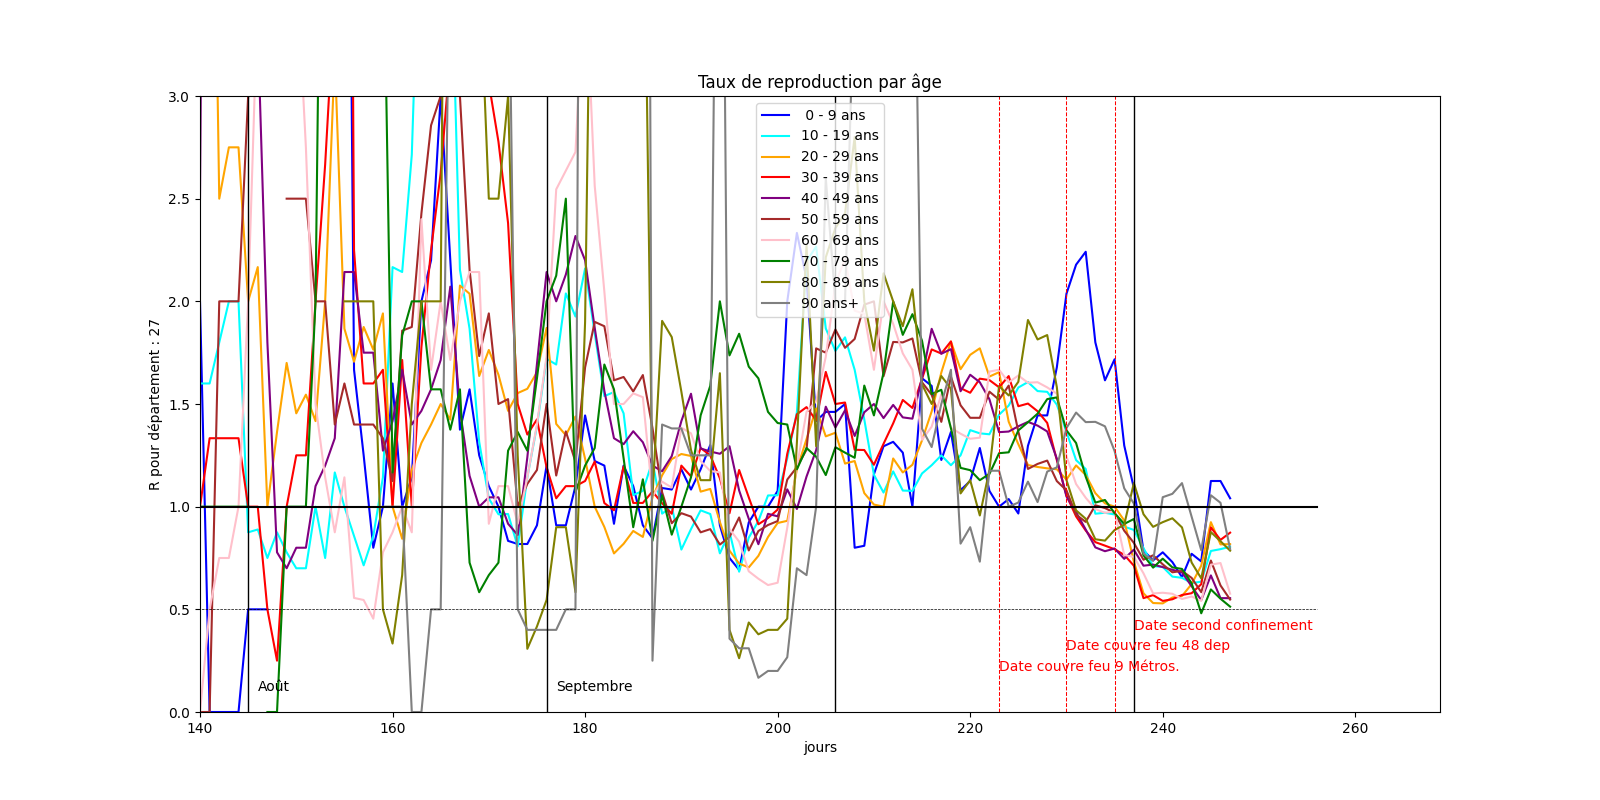 Taux de reproduction par âge
R pour département : 27
3.0
2.5
2.0
1.5
1.0
0.5
0.0
0 - 9 ans
10 - 19 ans
20 - 29 ans
30 - 39 ans
40 - 49 ans
50 - 59 ans
60 - 69 ans
70 - 79 ans
80 - 89 ans
90 ans+
Date second confinement
Date couvre feu 48 dep
Date couvre feu 9 Métros.
Août
Septembre
140
160
180
200
220
240
260
jours